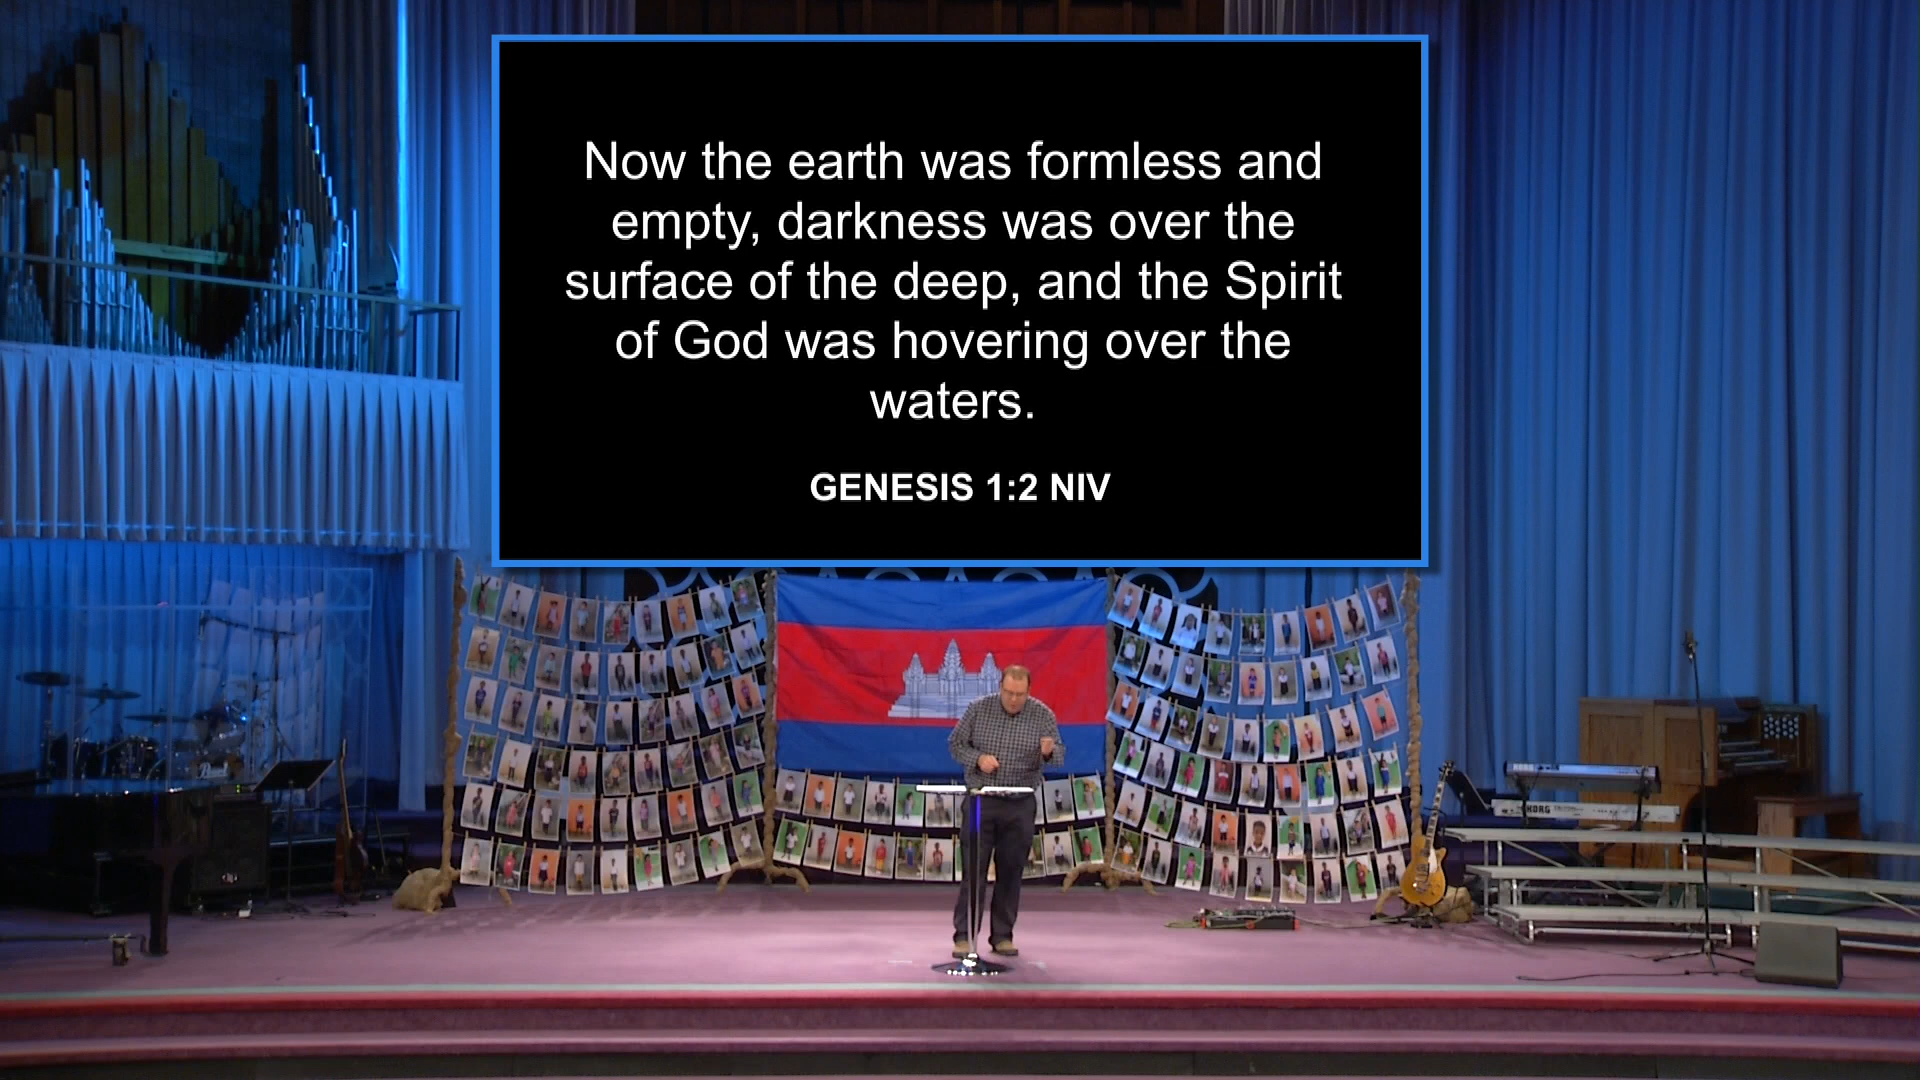 Now the earth was formless and
empty, darkness was over the
surface of the deep, and the Spirit
of God was hovering over the
waters.
GENESIS 1:2 NIV
KORG